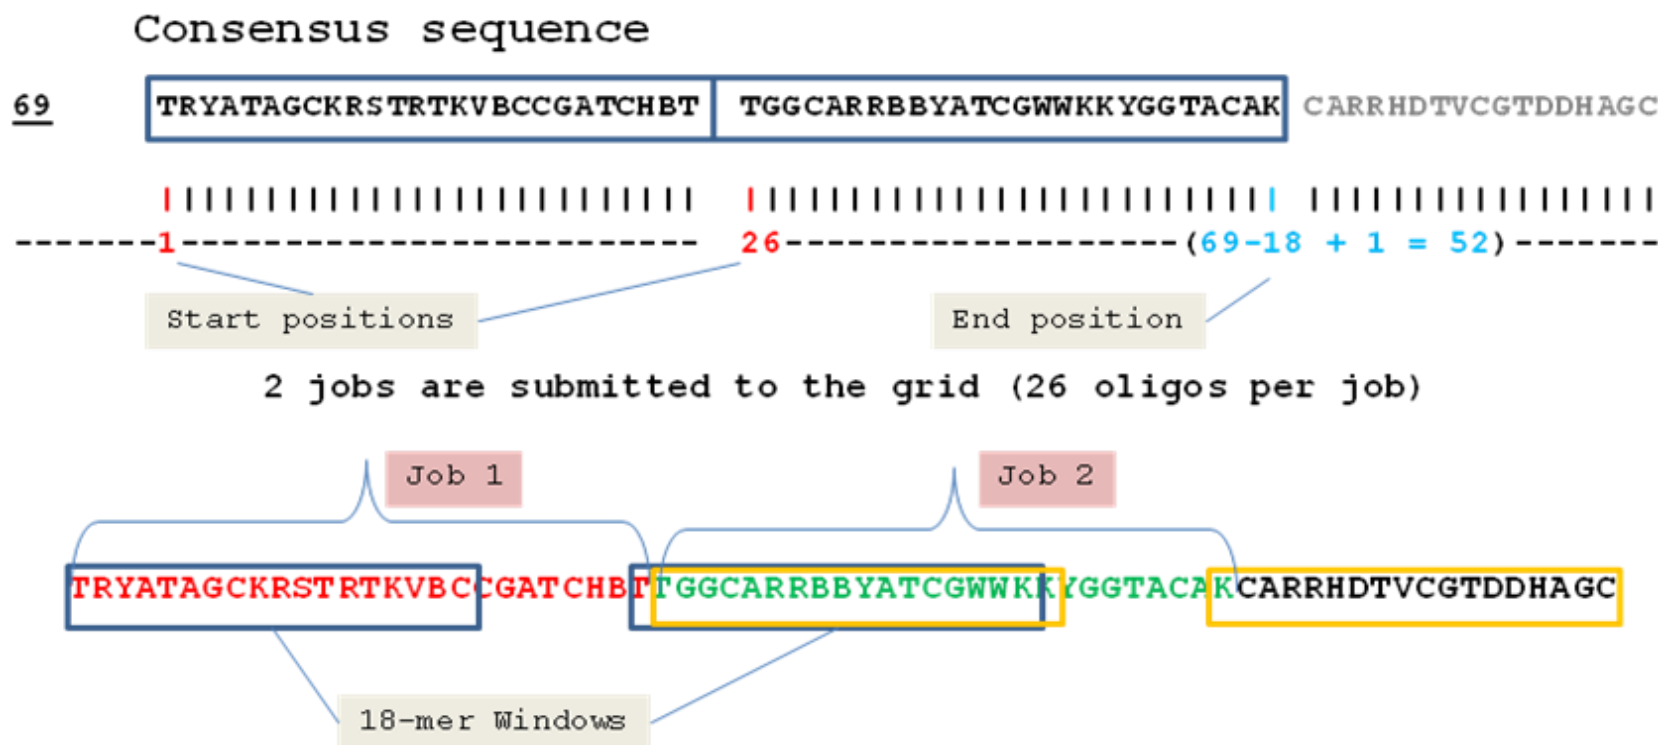 Consensus sequence
69 TRYATAGCKRSTRTKVBCCGATCHBT TGGCARRBBYATCGWWKKYGGTACAK CARRHDTVCGTDDHAGC
-------1------------------------- 26-------------------(69-18 + 1 = 52)-------
Start positions End position
2 jobs are submitted to the grid (26 oligos per job)
Job 1 Job 2
TRYATAGCKRSTRTKVBCCGATCHBTTGGCARRBBYATCGWWKKYGGTACAKCARRHDTVCGTDDHAGC
18-mer Windows